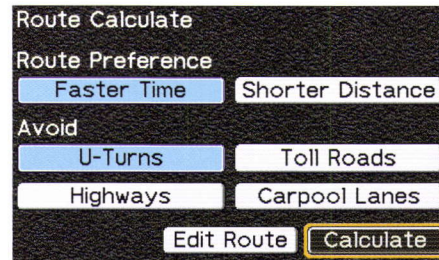 Route Calculate
Route Preference
Faster Time Shorter Distance
Avoid
U-Turns Toll Roads
Highways Carpool Lanes
Edit Route Calculate